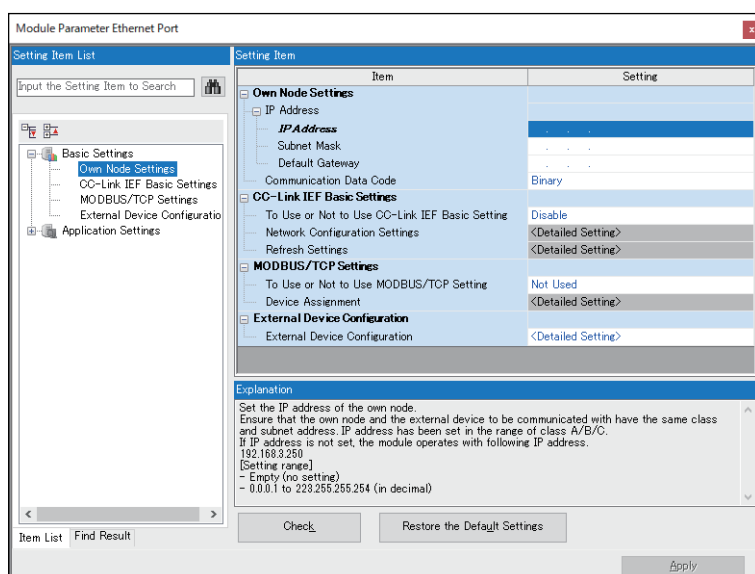 Module Parameter Ethernet Port
x
Setting Item List
Input the Setting Item to Search
Basic Settings
Own Node Settings
CC-Link IEF Basic Settings
MODBUS/TCP Settings
External Device Configuratio
Application Settings
Item List
Find Result
Setting Item
Item Setting
Own Node Settings
IP Address
IP Address . . .
Subnet Mask . . .
Default Gateway . . .
Communication Data Code Binary
CC-Link IEF Basic Settings
To Use or Not to Use CC-Link IEF Basic Setting Disable
Network Configuration Settings <Detailed Setting>
Refresh Settings <Detailed Setting>
MODBUS/TCP Settings
To Use or Not to Use MODBUS/TCP Setting Not Used
Device Assignment <Detailed Setting>
External Device Configuration
External Device Configuration <Detailed Setting>
Explanation
Set the IP address of the own node.
Ensure that the own node and the external device to be communicated with have the same class
and subnet address. IP address has been set in the range of class A/B/C.
If IP address is not set, the module operates with following IP address.
192.168.3.250
[Setting range]
- Empty (no setting)
- 0.0.0.1 to 223.255.255.254 (in decimal)
Check
Restore the Default Settings
Apply